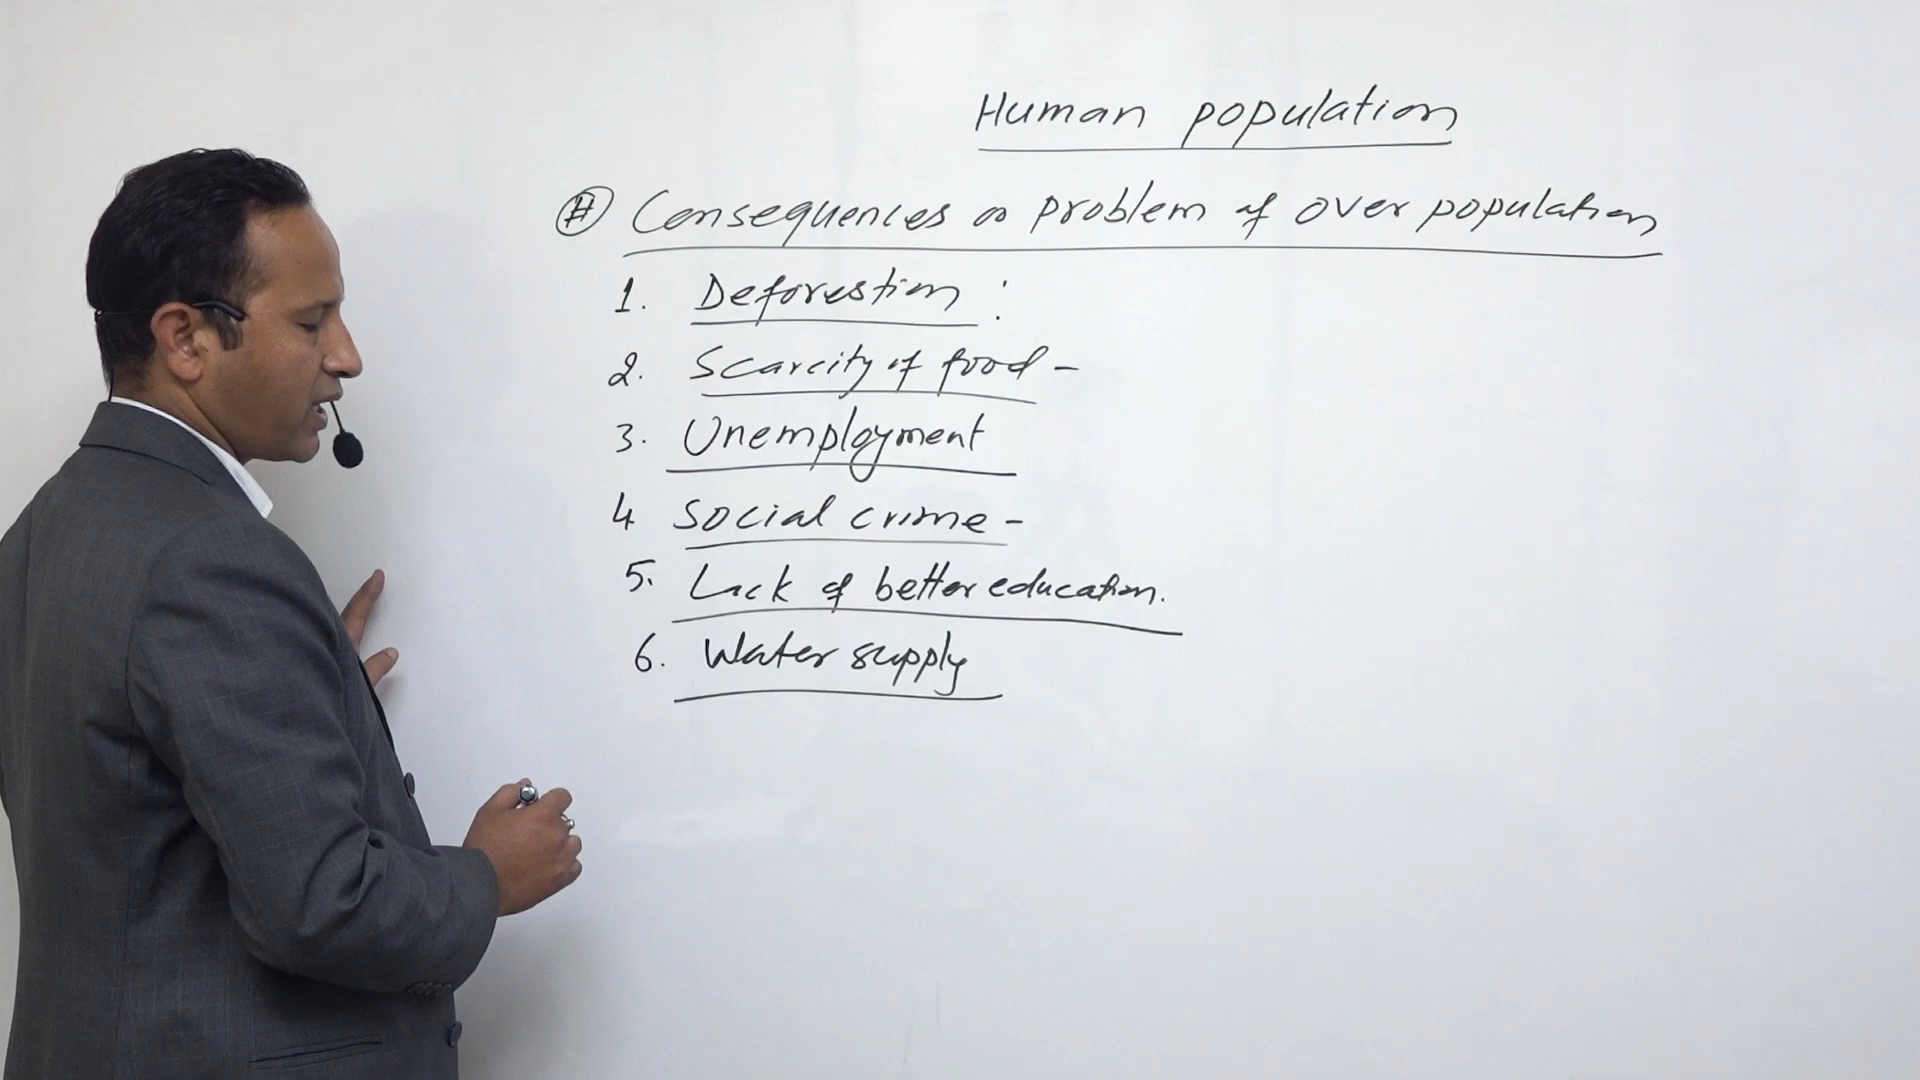 Human population
# Consequences or problem of over population
1. Deforestion :
2. Scarcity of food -
3. Unemployment
4 Social crime -
5. Lack of better education.
6. Water supply